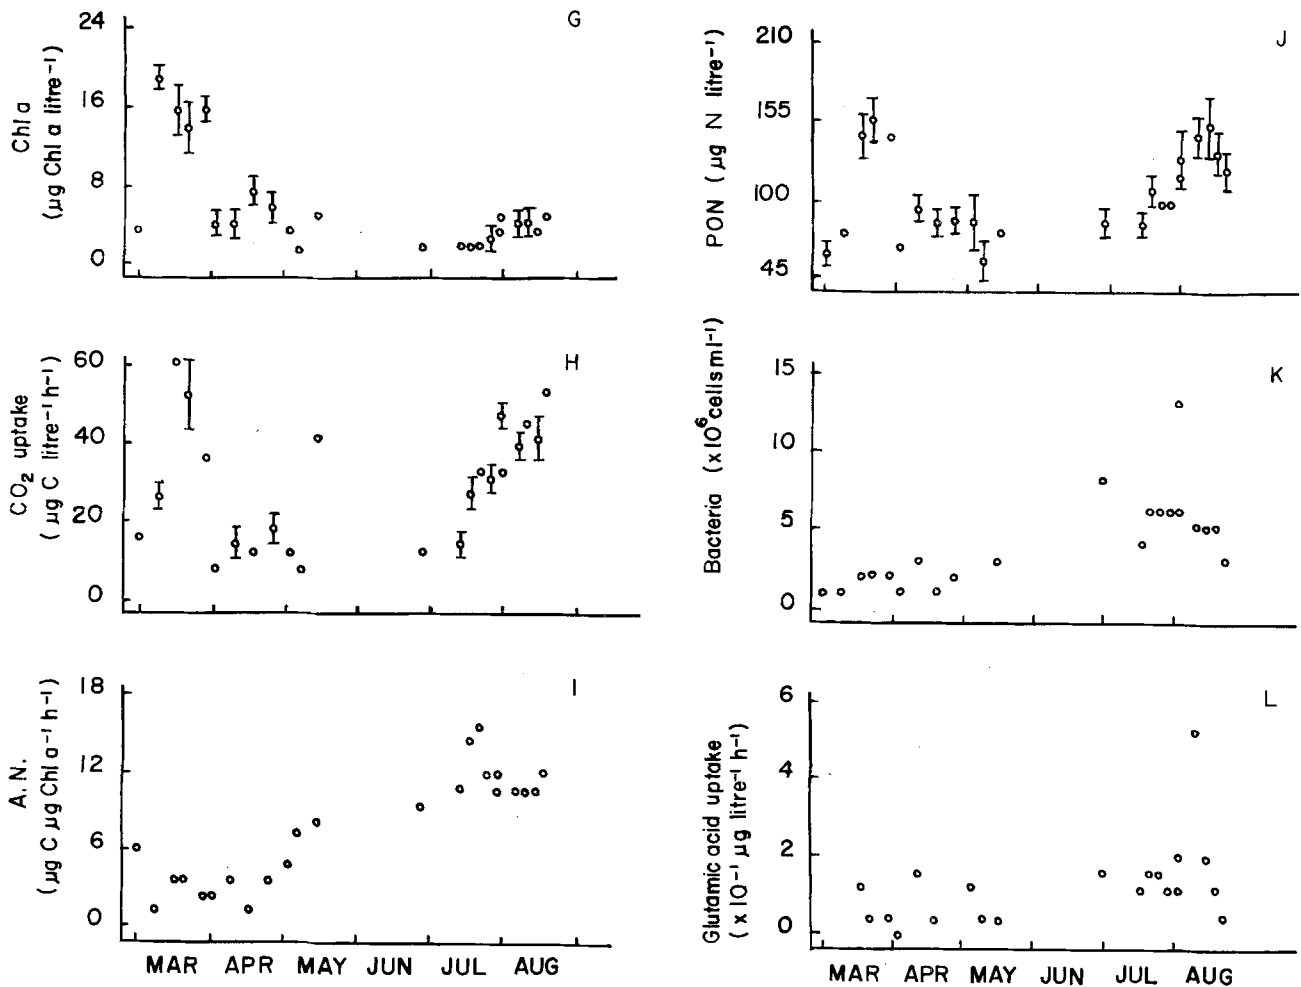 G
Chl a
(µg Chl a litre⁻¹)
24
16
8
0
H
CO₂ uptake
(µg C litre⁻¹ h⁻¹)
60
40
20
0
I
A.N.
(µg C µg Chl a⁻¹ h⁻¹)
18
12
6
0
MAR APR MAY JUN JUL AUG
J
PON (µg N litre⁻¹)
210
155
100
45
K
Bacteria (x10⁶ cells ml⁻¹)
15
10
5
0
L
Glutamic acid uptake
(x 10⁻¹ µg litre⁻¹ h⁻¹)
6
4
2
0
MAR APR MAY JUN JUL AUG